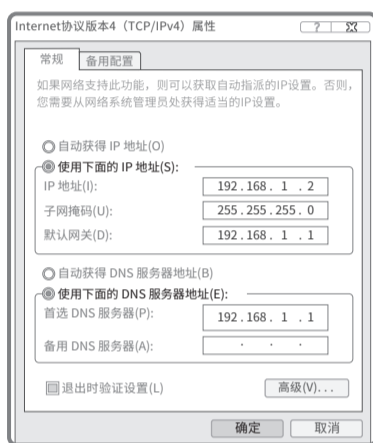 Internet协议版本4（TCP/IPv4）属性
常规 备用配置
如果网络支持此功能，则可以获取自动指派的IP设置。否则，
您需要从网络系统管理员处获得适当的IP设置。
自动获得 IP 地址(O)
使用下面的 IP 地址(S):
IP 地址(I): 192.168. 1 .2
子网掩码(U): 255.255.255.0
默认网关(D): 192.168. 1 .1
自动获得 DNS 服务器地址(B)
使用下面的 DNS 服务器地址(E):
首选 DNS 服务器(P): 192.168. 1 .1
备用 DNS 服务器(A): . . .
退出时验证设置(L) 高级(V)...
确定 取消